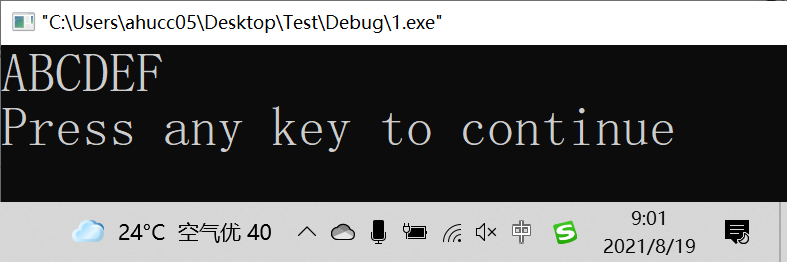 "C:\Users\ahucc05\Desktop\Test\Debug\1.exe"
ABCDEF
Press any key to continue
24°C 空气优 40 中 S 9:01
2021/8/19